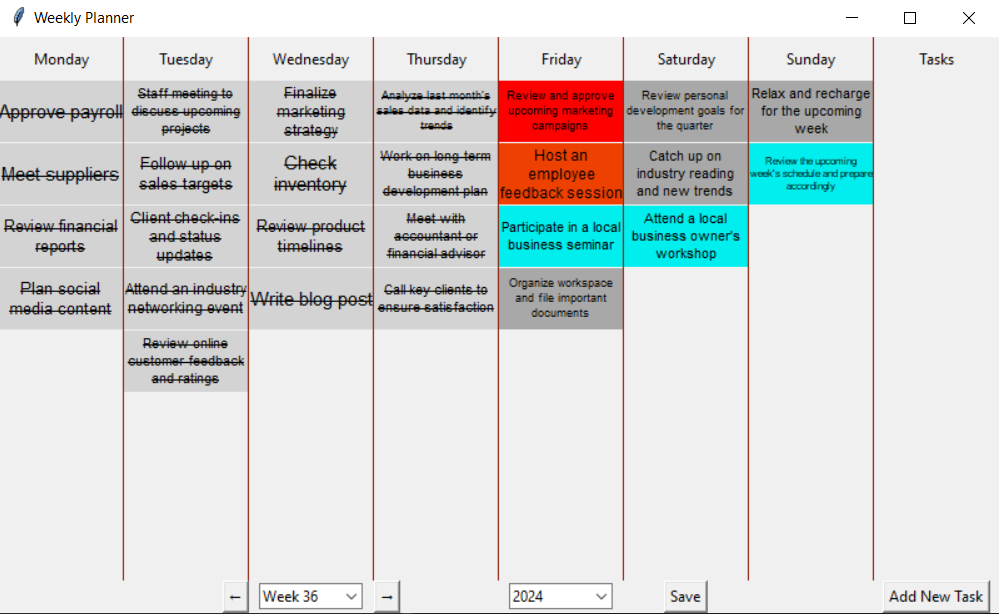 Weekly Planner
Monday
Tuesday
Wednesday
Thursday
Friday
Saturday
Sunday
Tasks
Approve payroll
Meet suppliers
Review financial
reports
Plan social
media content
Staff meeting to
discuss upcoming
projects
Follow up on
sales targets
Client check-ins
and status
updates
Attend an industry
networking event
Review online
customer feedback
and ratings
Finalize
marketing
strategy
Check
inventory
Review product
timelines
Write blog post
Analyze last month's
sales data and identify
trends
Work on long-term
business
development plan
Meet with
accountant or
financial advisor
Call key clients to
ensure satisfaction
Review and approve
upcoming marketing
campaigns
Host an
employee
feedback session
Participate in a local
business seminar
Organize workspace
and file important
documents
Review personal
development goals for
the quarter
Catch up on
industry reading
and new trends
Attend a local
business owner's
workshop
Relax and recharge
for the upcoming
week
Review the upcoming
week's schedule and prepare
accordingly
←
Week 36
→
2024
Save
Add New Task